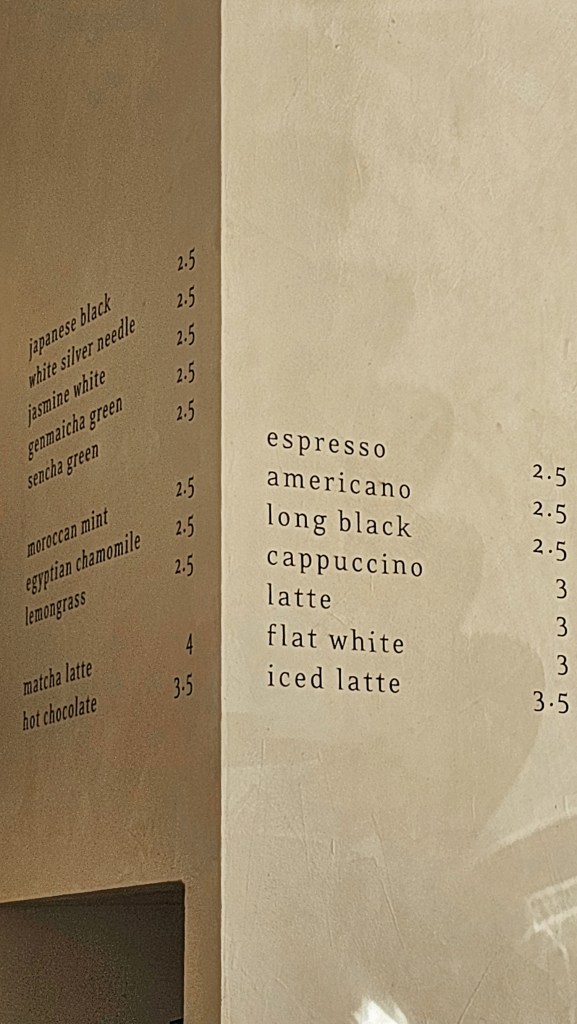 japanese black 2.5
white silver needle 2.5
jasmine white 2.5
genmaicha green 2.5
sencha green 2.5
moroccan mint 2.5
egyptian chamomile 2.5
lemongrass 2.5
matcha latte 4
hot chocolate 3.5
espresso 2.5
americano 2.5
long black 2.5
cappuccino 3
latte 3
flat white 3
iced latte 3.5